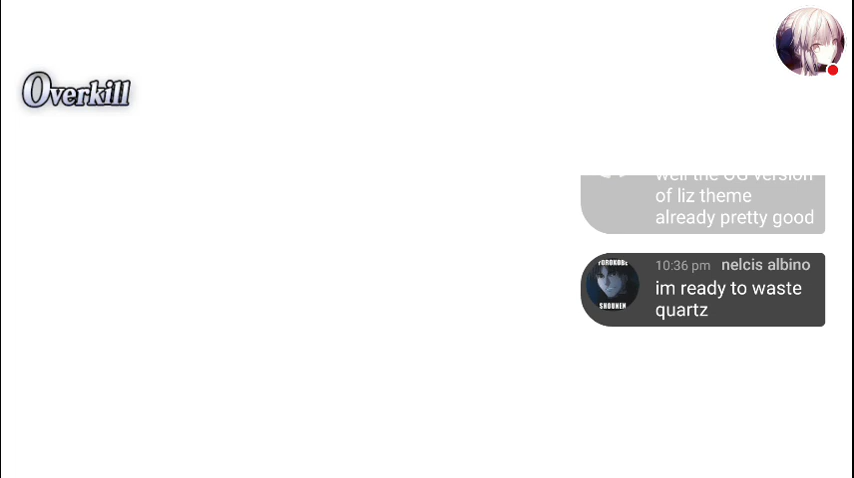 Overkill
well the OG version
of liz theme
already pretty good
10:36 pm nelcis albino
im ready to waste
quartz
SHOUNEN